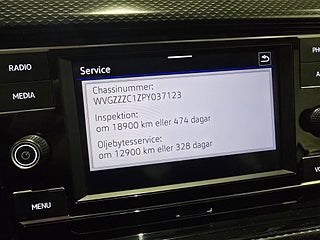 RADIO
MEDIA
MENU
Service
Chassinummer:
WVGZZZC1ZPY037123
Inspektion:
om 18900 km eller 474 dagar
Oljebytesservice:
om 12900 km eller 328 dagar